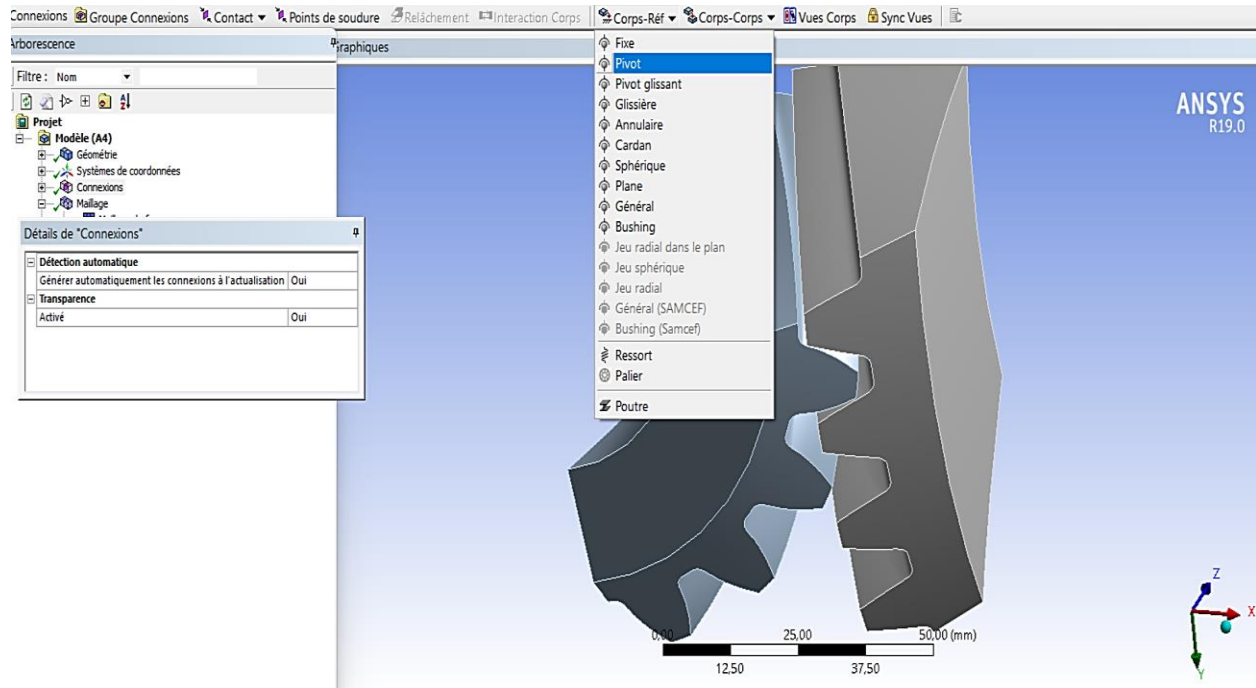 Connexions Groupe Connexions Contact Points de soudure Relâchement Interaction Corps Corps-Réf Corps-Corps Vues Corps Sync Vues
Arborescence
Graphiques
Filtre : Nom
Projet
Modèle (A4)
Géométrie
Systèmes de coordonnées
Connexions
Maillage
Détails de "Connexions"
Détection automatique
Générer automatiquement les connexions à l'actualisation Oui
Transparence
Activé Oui
Fixe
Pivot
Pivot glissant
Glissière
Annulaire
Cardan
Sphérique
Plane
Général
Bushing
Jeu radial dans le plan
Jeu sphérique
Jeu radial
Général (SAMCEF)
Bushing (Samcef)
Ressort
Palier
Poutre
ANSYS
R19.0
0,00 25,00 50,00 (mm)
12,50 37,50
Z
X
Y